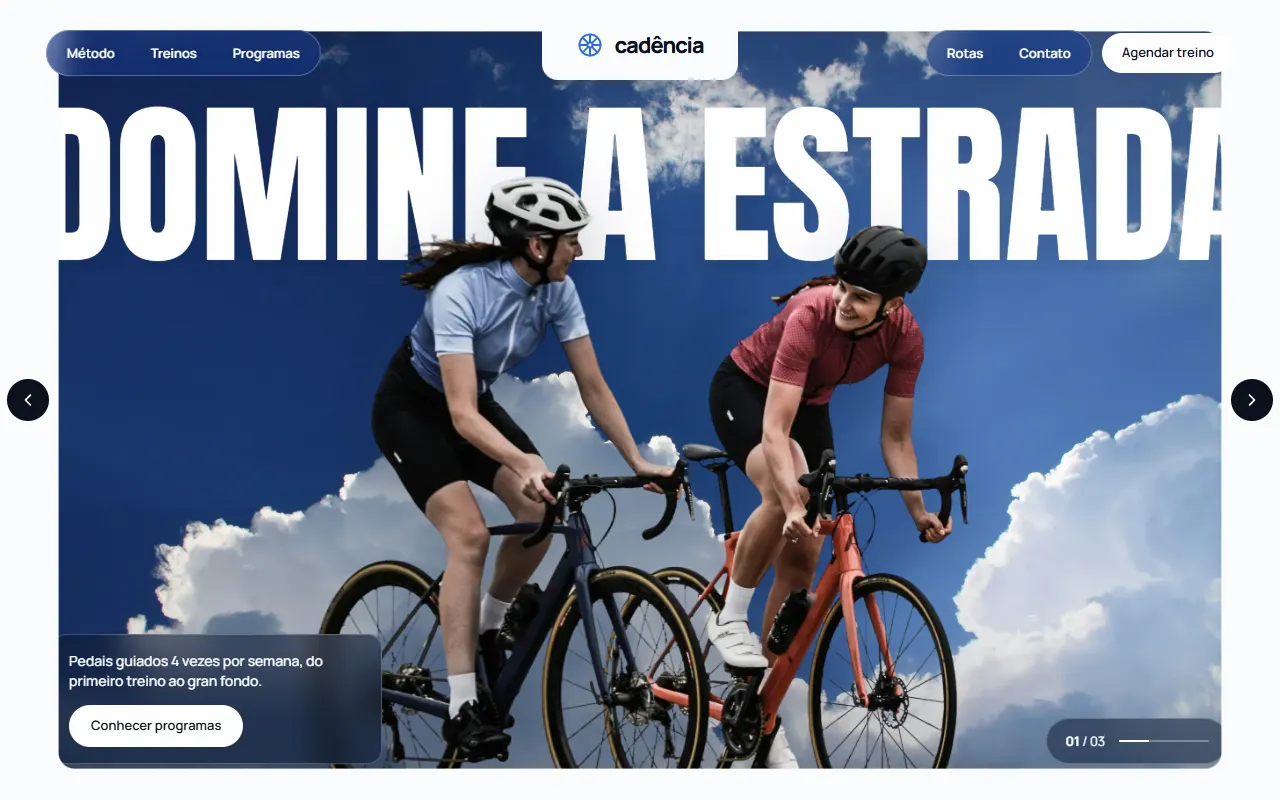 Método Treinos Programas cadência Rotas Contato Agendar treino
DOMINE A ESTRADA
Pedais guiados 4 vezes por semana, do
primeiro treino ao gran fondo.
Conhecer programas
01 / 03